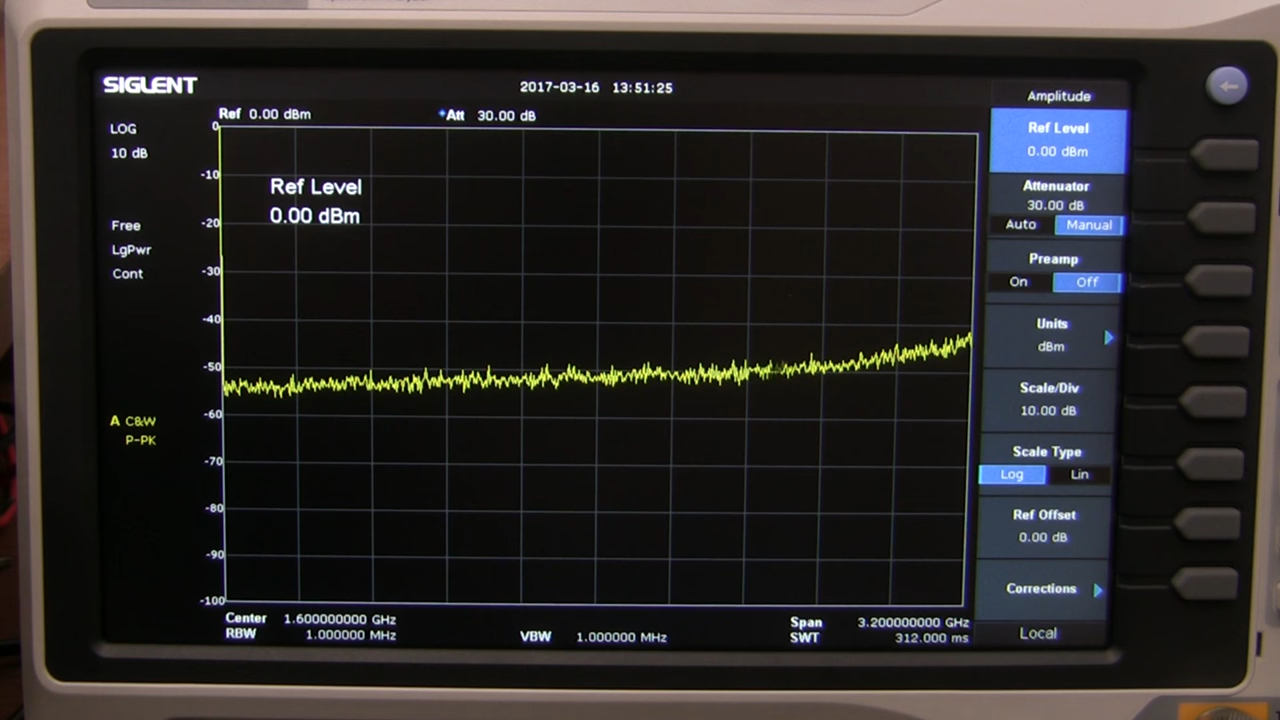 SIGLENT
2017-03-16 13:51:25
Ref 0.00 dBm
*Att 30.00 dB
LOG
10 dB
Free
LgPwr
Cont
A C&W
P-PK
0
-10
-20
-30
-40
-50
-60
-70
-80
-90
-100
Ref Level
0.00 dBm
Center 1.600000000 GHz
RBW 1.000000 MHz
VBW 1.000000 MHz
Span 3.200000000 GHz
SWT 312.000 ms
Amplitude
Ref Level
0.00 dBm
Attenuator
30.00 dB
Auto Manual
Preamp
On Off
Units
dBm
Scale/Div
10.00 dB
Scale Type
Log Lin
Ref Offset
0.00 dB
Corrections
Local